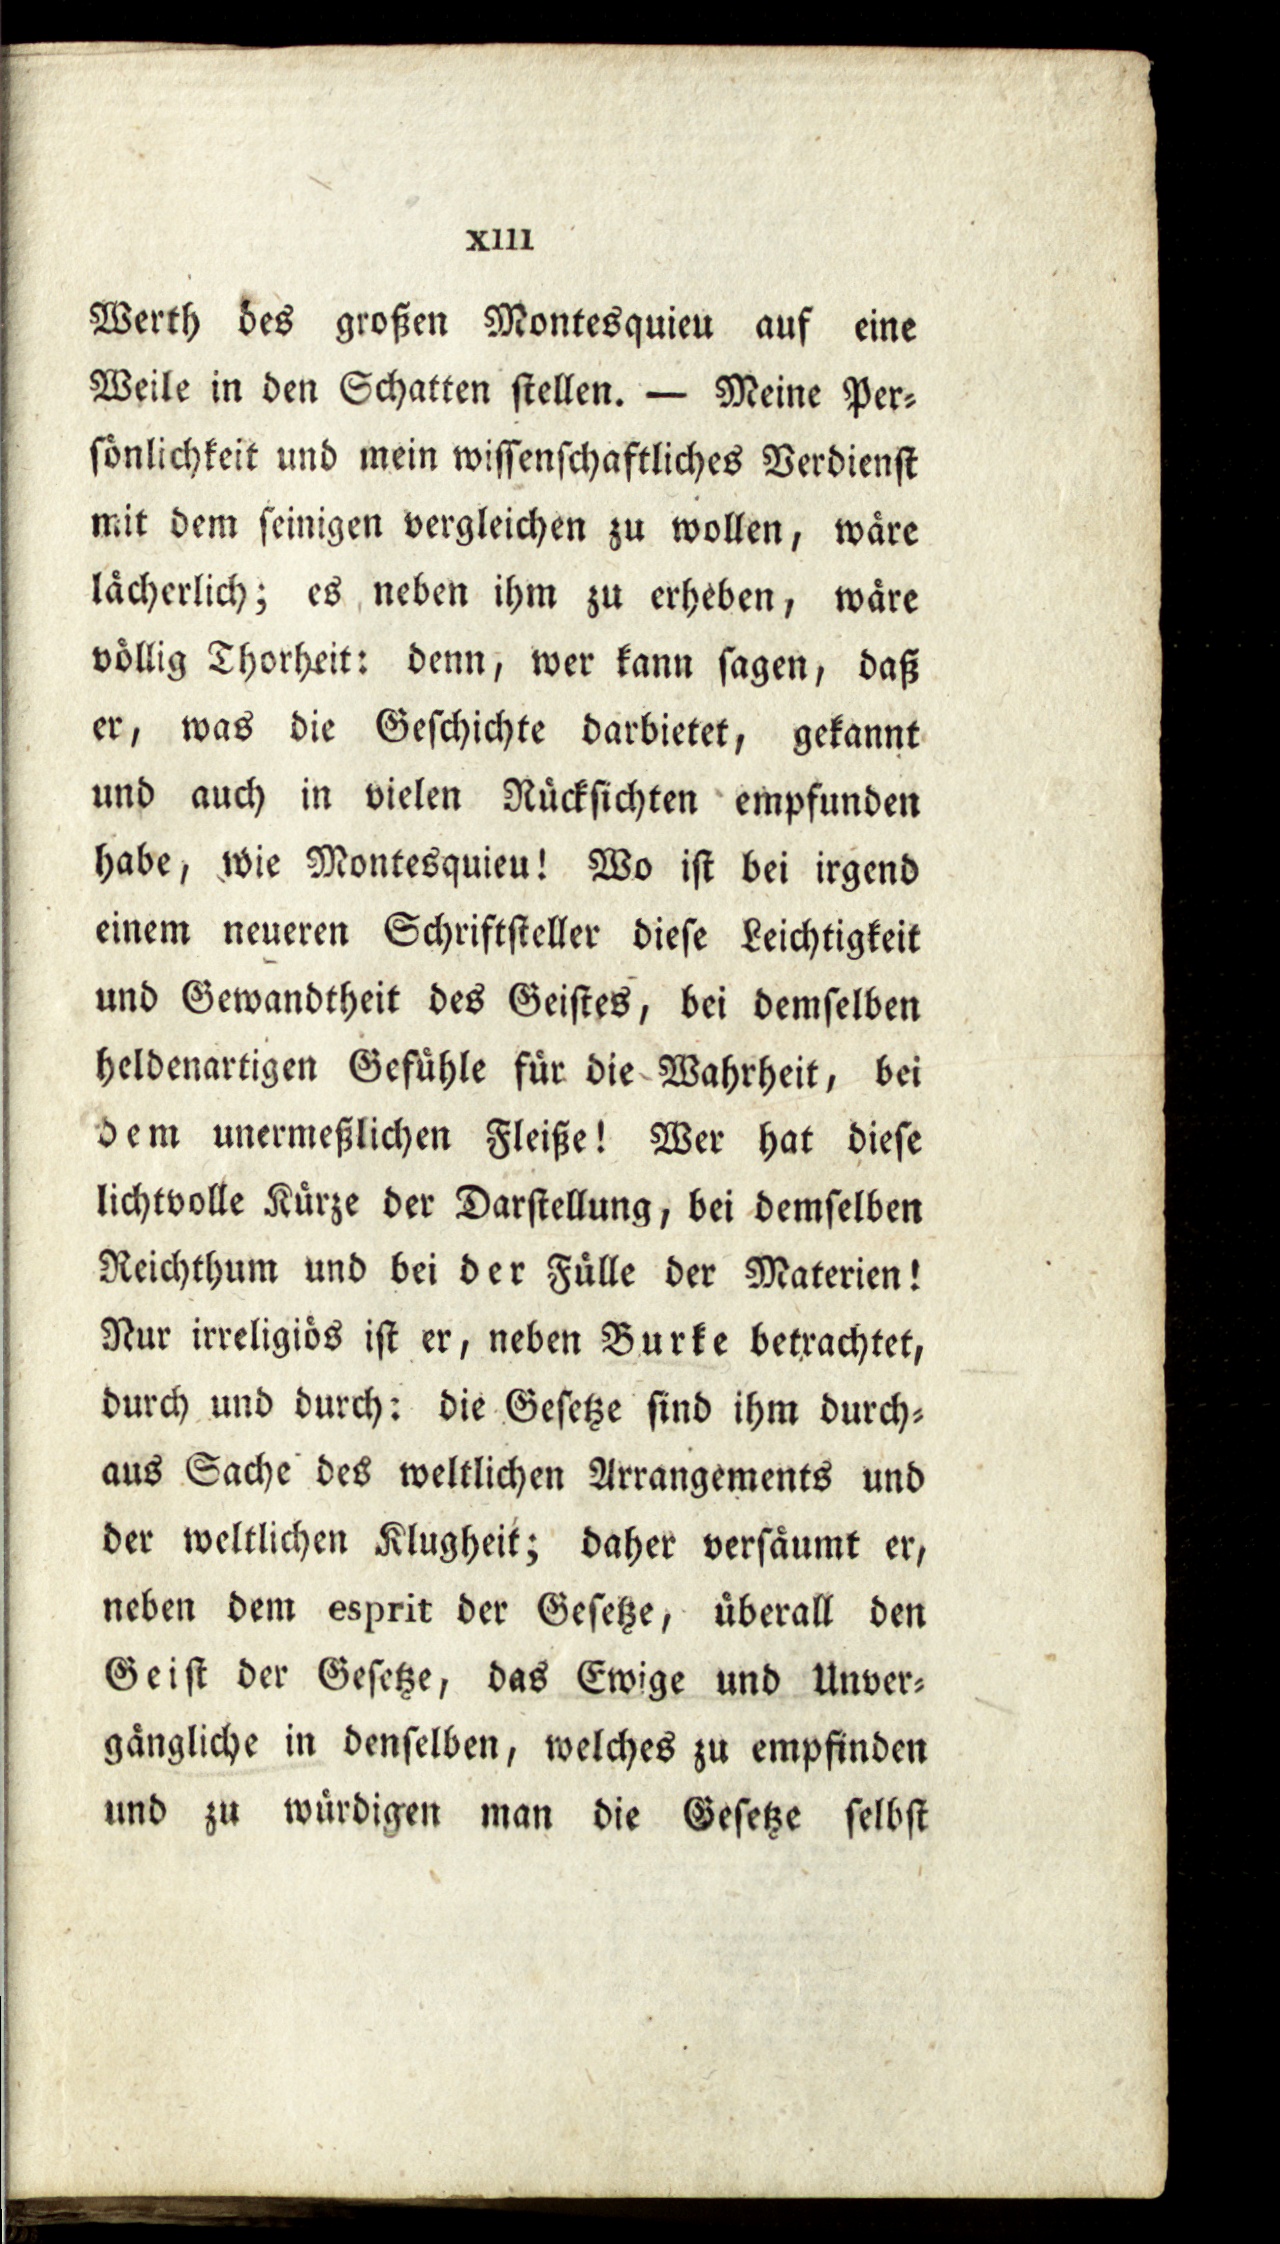 XIII
Werth des großen Montesquieu auf eine
Weile in den Schatten stellen. — Meine Per-
sönlichkeit und mein wissenschaftliches Verdienst
mit dem seinigen vergleichen zu wollen, wäre
lächerlich; es neben ihm zu erheben, wäre
völlig Thorheit: denn, wer kann sagen, daß
er, was die Geschichte darbietet, gekannt
und auch in vielen Rücksichten empfunden
habe, wie Montesquieu! Wo ist bei irgend
einem neueren Schriftsteller diese Leichtigkeit
und Gewandtheit des Geistes, bei demselben
heldenartigen Gefühle für die Wahrheit, bei
dem unermeßlichen Fleiße! Wer hat diese
lichtvolle Kürze der Darstellung, bei demselben
Reichthum und bei der Fülle der Materien!
Nur irreligiös ist er, neben Burke betrachtet,
durch und durch: die Gesetze sind ihm durch-
aus Sache des weltlichen Arrangements und
der weltlichen Klugheit; daher versäumt er,
neben dem esprit der Gesetze, überall den
Geist der Gesetze, das Ewige und Unver-
gängliche in denselben, welches zu empfinden
und zu würdigen man die Gesetze selbst